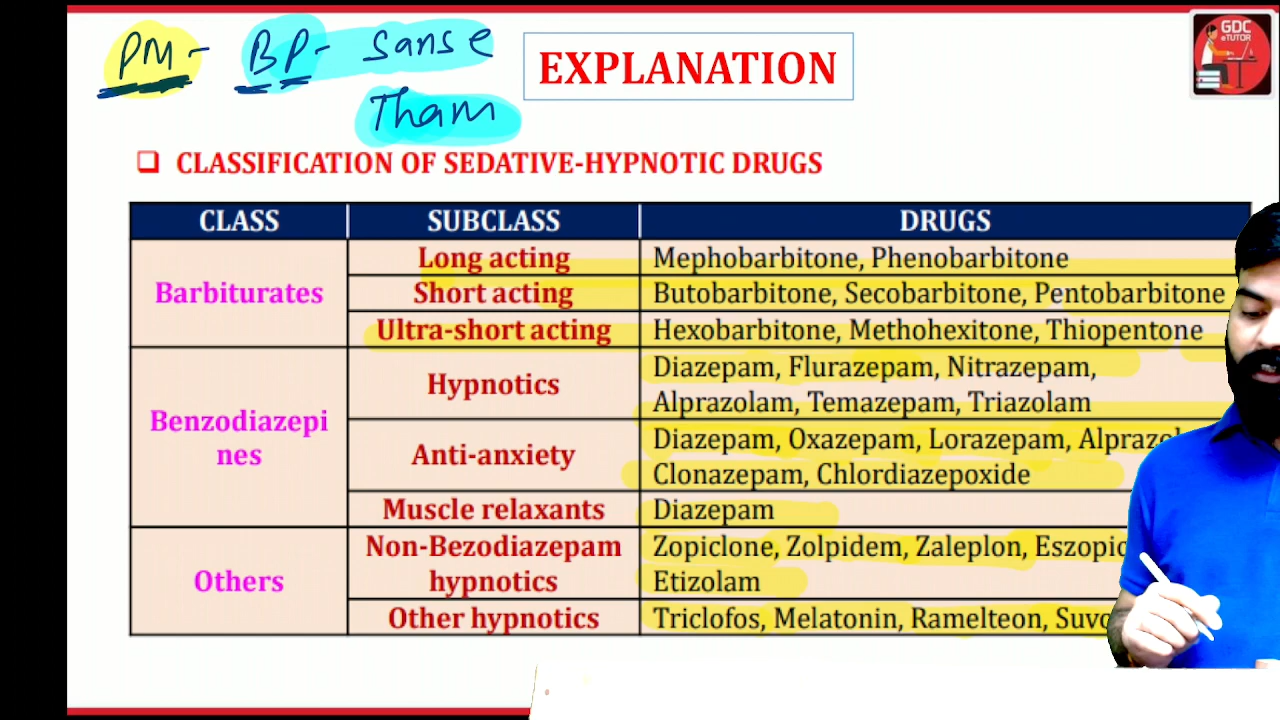 PM - BP - Sans e
Tham
EXPLANATION
GDC
eTUTOR
❑ CLASSIFICATION OF SEDATIVE-HYPNOTIC DRUGS
CLASS SUBCLASS DRUGS
Barbiturates
Long acting Mephobarbitone, Phenobarbitone
Short acting Butobarbitone, Secobarbitone, Pentobarbitone
Ultra-short acting Hexobarbitone, Methohexitone, Thiopentone
Benzodiazepi
nes
Hypnotics
Diazepam, Flurazepam, Nitrazepam,
Alprazolam, Temazepam, Triazolam
Anti-anxiety
Diazepam, Oxazepam, Lorazepam,
Clonazepam, Chlordiazepoxide
Muscle relaxants Diazepam
Others
Non-Bezodiazepam
hypnotics
Zopiclone, Zolpidem, Zaleplon,
Etizolam
Other hypnotics Triclofos, Melatonin, Ramelteon,